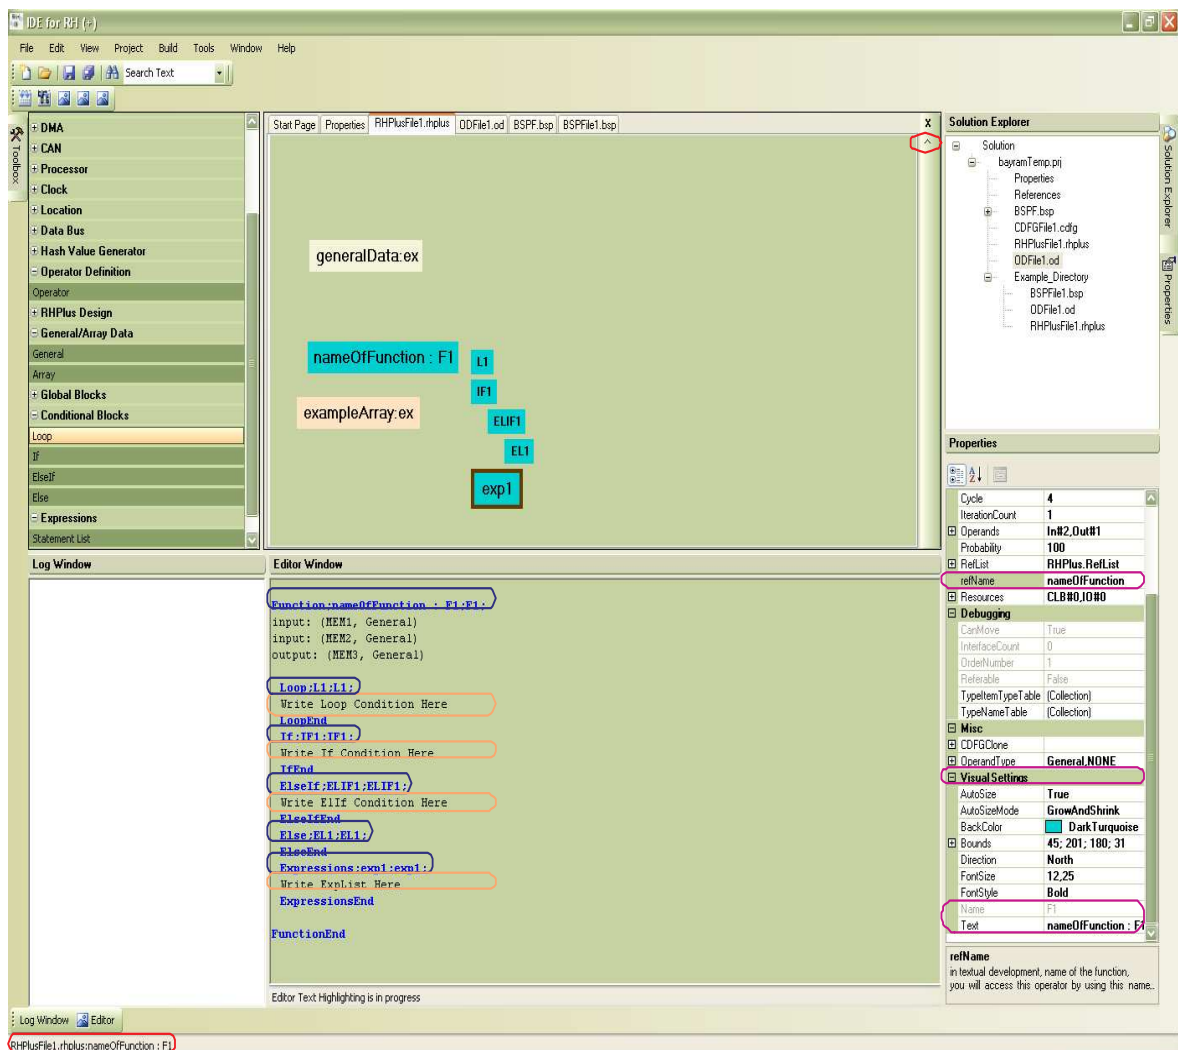 IDE for RH (+)
File Edit View Project Build Tools Window Help
Search Text
Toolbox
DMA
CAN
Processor
Clock
Location
Data Bus
Hash Value Generator
Operator Definition
Operator
RHPlus Design
General/Array Data
General
Array
Global Blocks
Conditional Blocks
Loop
If
ElseIf
Else
Expressions
Statement List
Start Page Properties RHPlusFile1.rhplus ODFile1.od BSPF.bsp BSPFile1.bsp X
generalData:ex
nameOfFunction : F1
L1
IF1
exampleArray:ex
ELIF1
EL1
exp1
Solution Explorer
Solution
bayramTemp.prj
Properties
References
BSPF.bsp
CDFGFile1.cdfg
RHPlusFile1.rhplus
ODFile1.od
Example_Directory
BSPFile1.bsp
ODFile1.od
RHPlusFile1.rhplus
Solution Explorer
Properties
Properties
Cycle 4
IterationCount 1
Operands In#2,Out#1
Probability 100
RefList RHPlus.RefList
refName nameOfFunction
Resources CLB#0,IO#0
Debugging
CanMove True
InterfaceCount 0
OrderNumber 1
Referable False
TypeItemTypeTable (Collection)
TypeNameTable (Collection)
Misc
CDFGClone
OperandType General,NONE
Visual Settings
AutoSize True
AutoSizeMode GrowAndShrink
BackColor DarkTurquoise
Bounds 45; 201; 180; 31
Direction North
FontSize 12,25
FontStyle Bold
Name F1
Text nameOfFunction : F1
refName
in textual development, name of the function,
you will access this operator by using this name..
Log Window
Editor Window
Function;nameOfFunction : F1;F1;
input: (MEM1, General)
input: (MEM2, General)
output: (MEM3, General)
Loop;L1;L1;
Write Loop Condition Here
LoopEnd
If;IF1;IF1;
Write If Condition Here
IfEnd
ElseIf;ELIF1;ELIF1;
Write ElIf Condition Here
ElseIfEnd
Else;EL1;EL1;
ElseEnd
Expressions;exp1;exp1;
Write ExpList Here
ExpressionsEnd
FunctionEnd
Editor Text Highlighting is in progress
Log Window Editor
RHPlusFile1.rhplus:nameOfFunction : F1